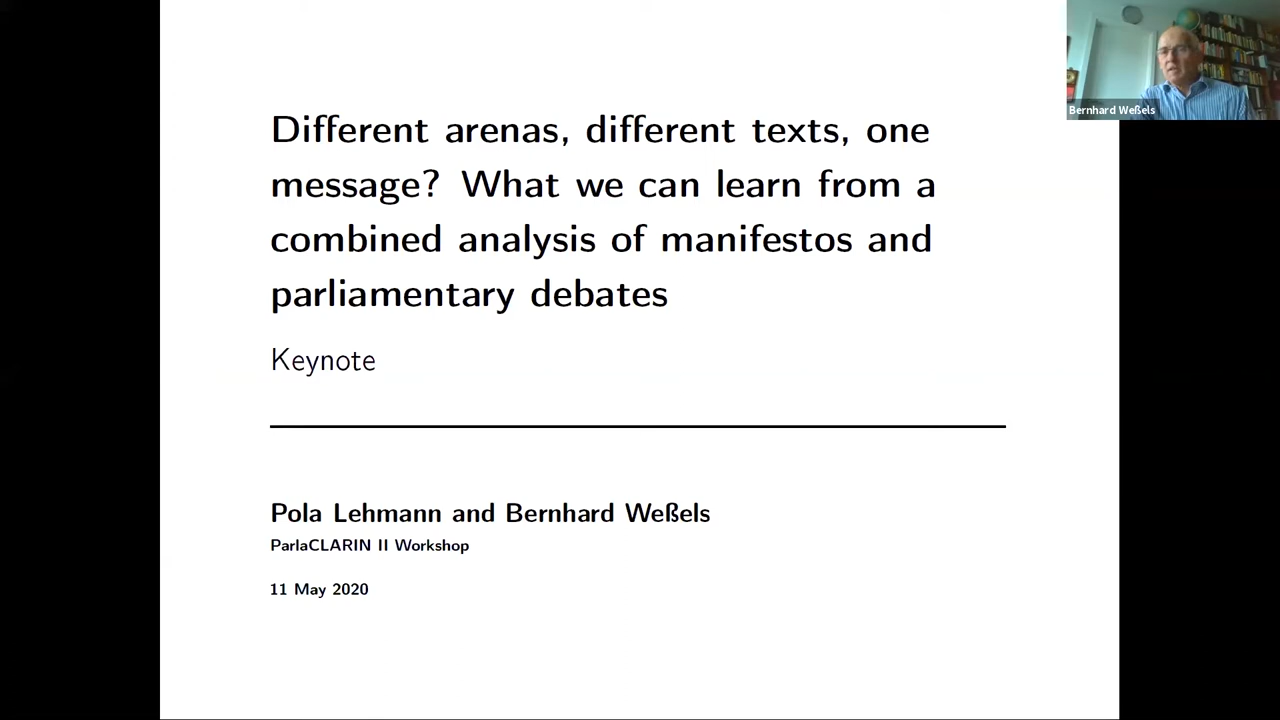 Different arenas, different texts, one
message? What we can learn from a
combined analysis of manifestos and
parliamentary debates
Keynote
Pola Lehmann and Bernhard Weßels
ParlaCLARIN II Workshop
11 May 2020
Bernhard Weßels